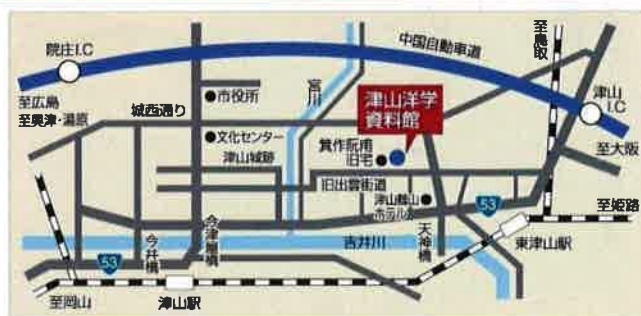 院庄I.C
中国自動車道
至鳥取
至広島
至奥津・湯原
城西通り
市役所
宮川
津山洋学
資料館
津山
I.C
至大阪
文化センター
津山城跡
箕作阮甫
旧宅
旧出雲街道
津山鶴山
ホテル
53
至姫路
今井橋
今津屋橋
吉井川
天神橋
東津山駅
53
至岡山
津山駅